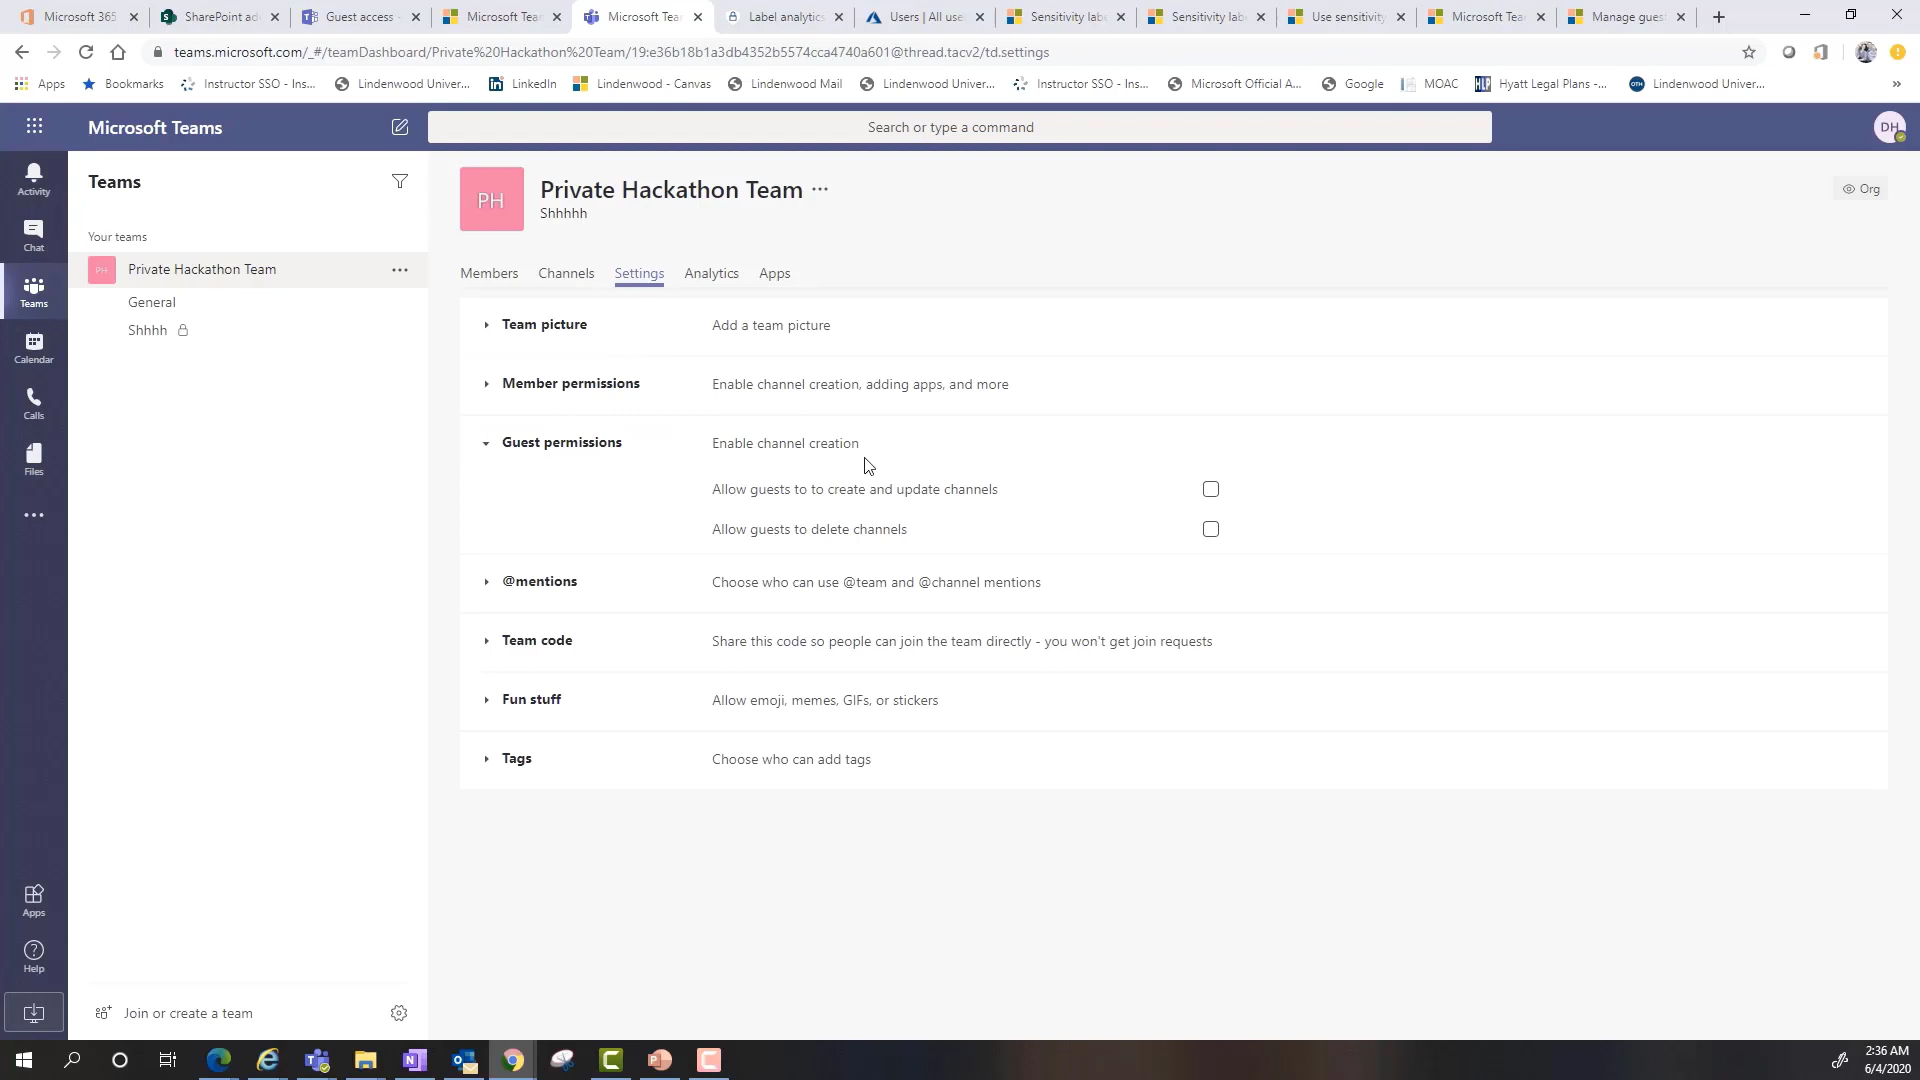 Microsoft 365
SharePoint ad
Guest access -
Microsoft Tea
Microsoft Tea
Label analytics
Users | All use
Sensitivity labe
Sensitivity lab
Use sensitivity
Microsoft Tea
Manage gues
teams.microsoft.com/_#/teamDashboard/Private%20Hackathon%20Team/19:e36b18b1a3db4352b5574cca4740a601@thread.tacv2/td.settings
Apps
Bookmarks
Instructor SSO - Ins...
Lindenwood Univer...
LinkedIn
Lindenwood - Canvas
Lindenwood Mail
Lindenwood Univer...
Instructor SSO - Ins...
Microsoft Official A...
Google
MOAC
HLP
Hyatt Legal Plans -...
OTH
Lindenwood Univer...
»
Microsoft Teams
Search or type a command
DH
Activity
Chat
Teams
Calendar
Calls
Files
Apps
Help
Teams
Your teams
PH
Private Hackathon Team
General
Shhhh
Join or create a team
PH
Private Hackathon Team
Shhhhh
Org
Members
Channels
Settings
Analytics
Apps
Team picture
Add a team picture
Member permissions
Enable channel creation, adding apps, and more
Guest permissions
Enable channel creation
Allow guests to to create and update channels
Allow guests to delete channels
@mentions
Choose who can use @team and @channel mentions
Team code
Share this code so people can join the team directly - you won't get join requests
Fun stuff
Allow emoji, memes, GIFs, or stickers
Tags
Choose who can add tags
2:36 AM
6/4/2020